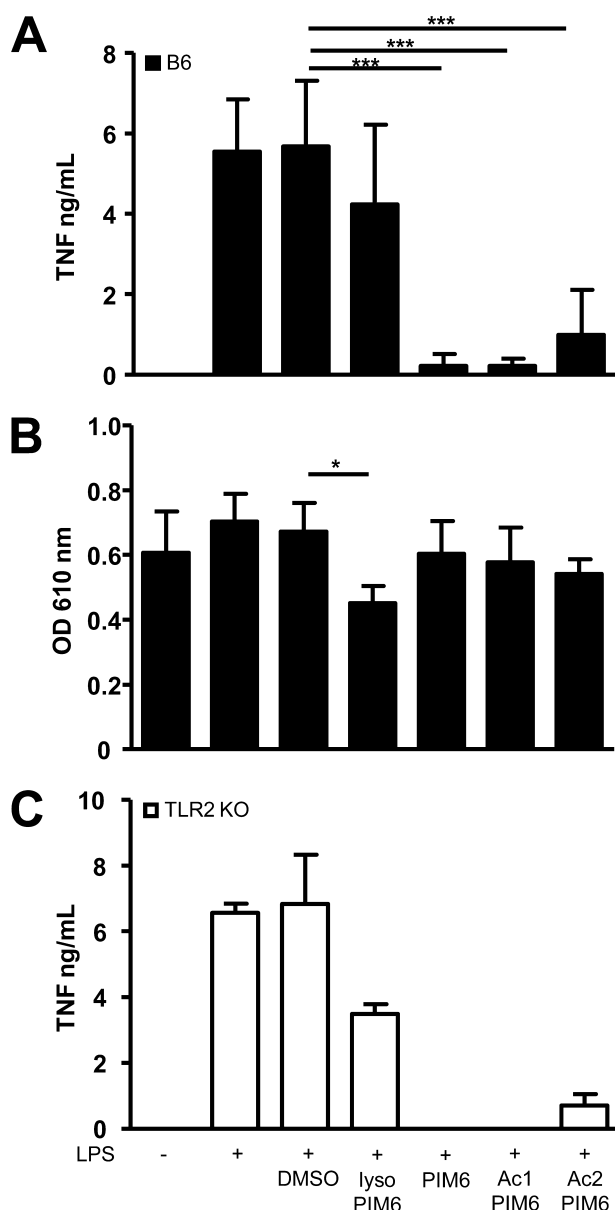 A
***
***
***
B6
8
6
4
2
0
TNF ng/mL
B
*
1.0
0.8
0.6
0.4
0.2
0
OD 610 nm
C
TLR2 KO
10
8
6
4
2
0
TNF ng/mL
LPS - + + + + + +
DMSO lyso PIM6 Ac1 Ac2
PIM6 PIM6 PIM6